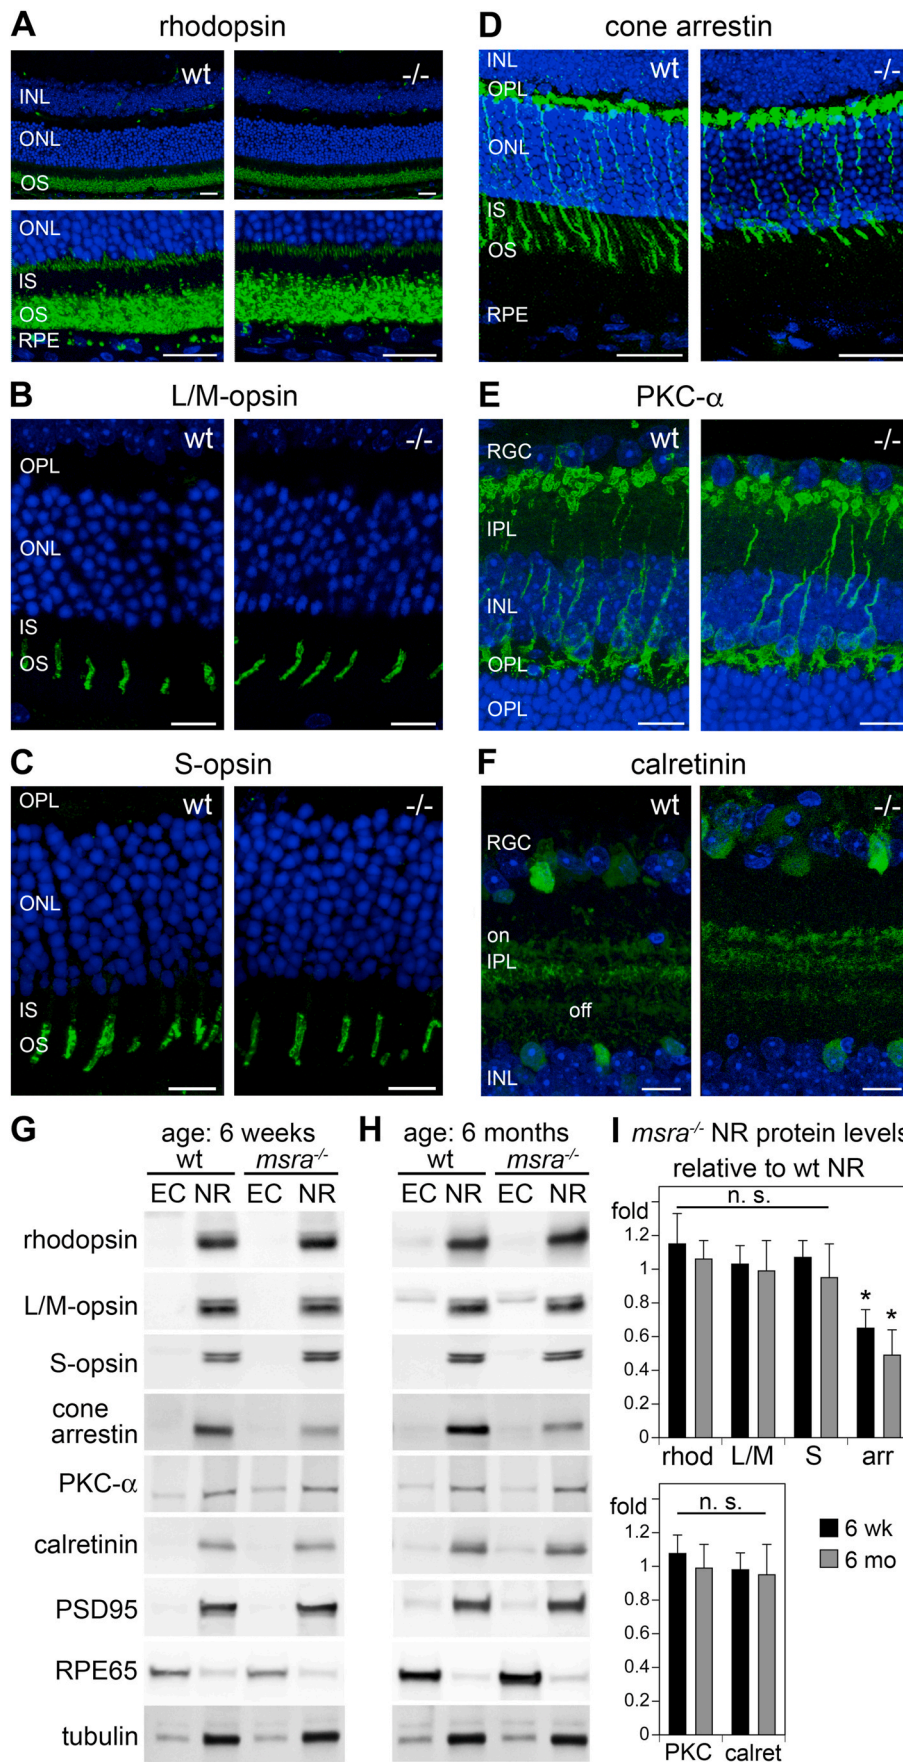 A rhodopsin
wt
-/-
INL
ONL
OS
ONL
IS
OS
RPE
B L/M-opsin
wt
-/-
OPL
ONL
IS
OS
C S-opsin
OPL
wt
-/-
ONL
IS
OS
D cone arrestin
INL
wt
-/-
OPL
ONL
IS
OS
RPE
E PKC-α
wt
-/-
RGC
IPL
INL
OPL
OPL
F calretinin
wt
-/-
RGC
on
IPL
off
INL
G age: 6 weeks
wt msra-/-
EC NR EC NR
H age: 6 months
wt msra-/-
EC NR EC NR
rhodopsin
L/M-opsin
S-opsin
cone
arrestin
PKC-α
calretinin
PSD95
RPE65
tubulin
I msra-/- NR protein levels
relative to wt NR
fold
n. s.
1.2
1
0.8
0.6
0.4
0.2
0
* *
rhod L/M S arr
fold
n. s.
1.2
1
0.8
0.6
0.4
0.2
0
PKC calret
6 wk
6 mo